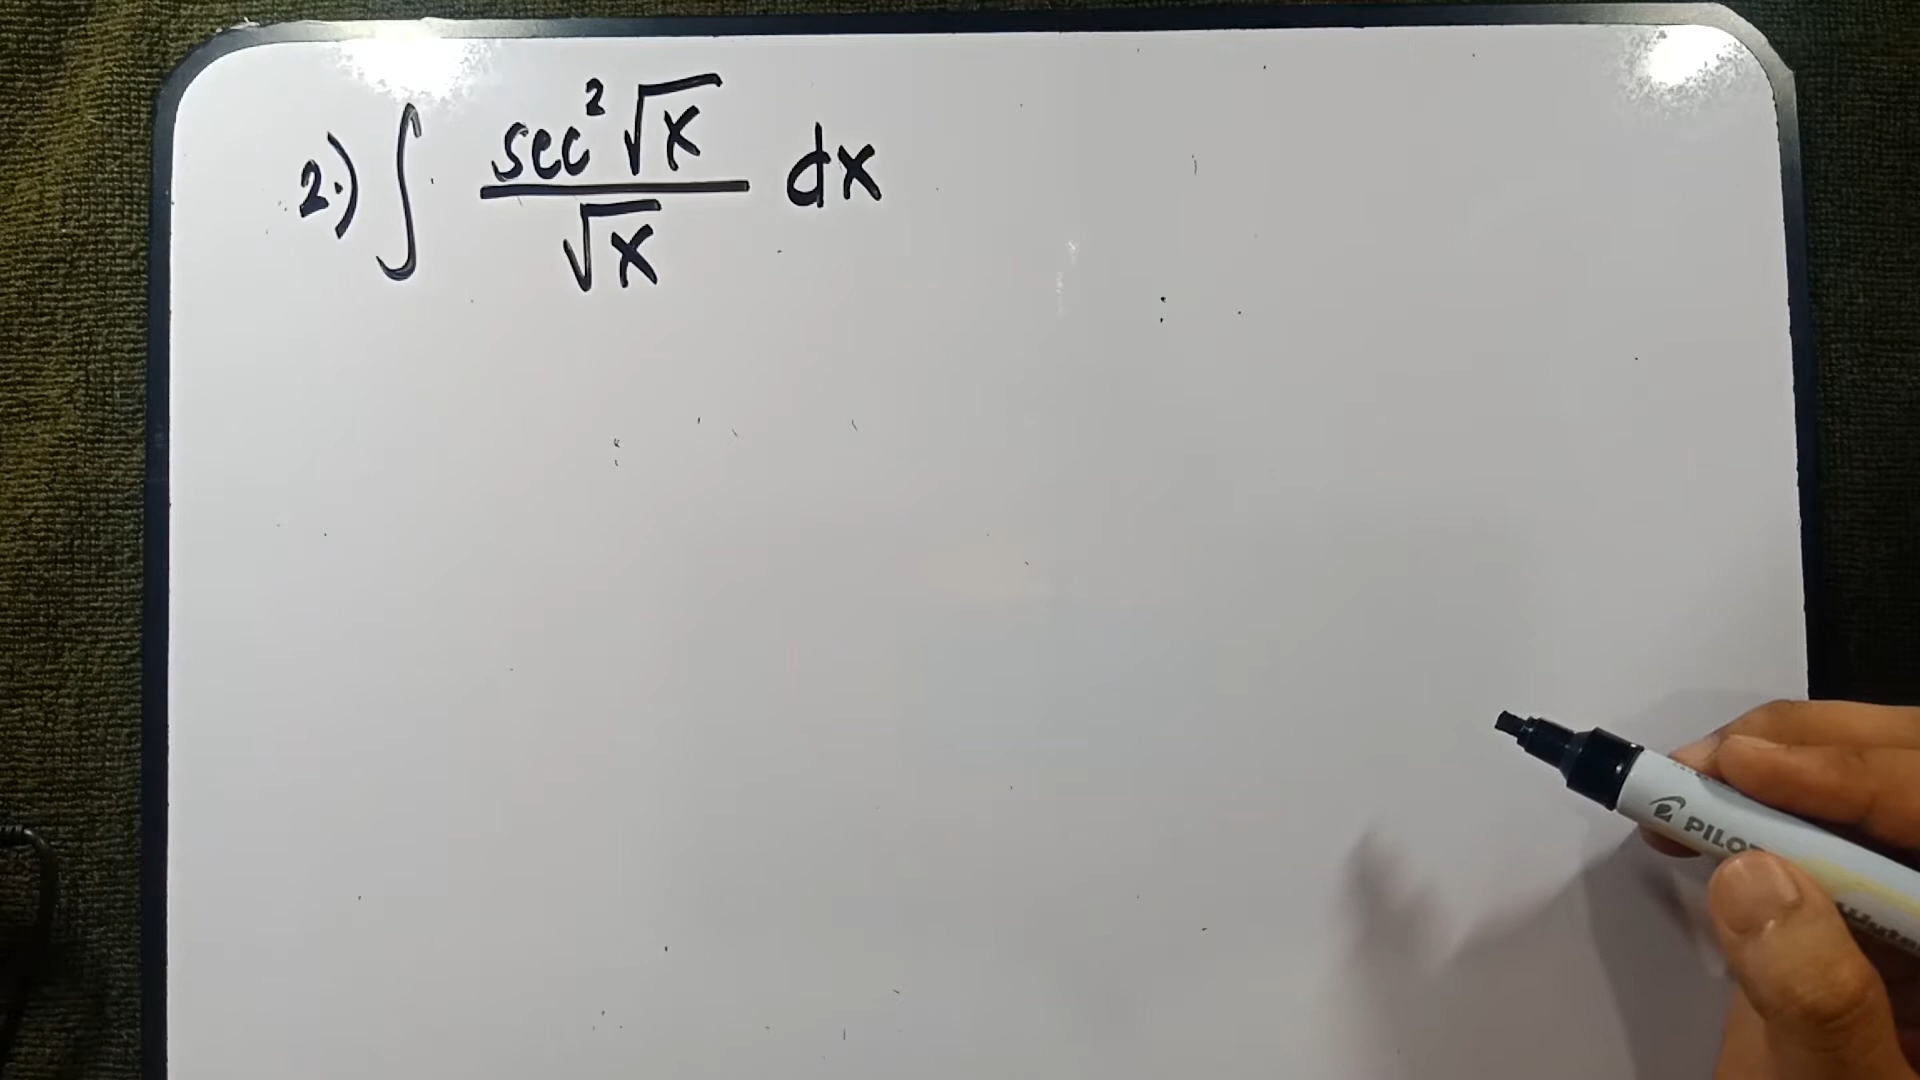 2.) ∫ sec² √x / √x dx
PILOT